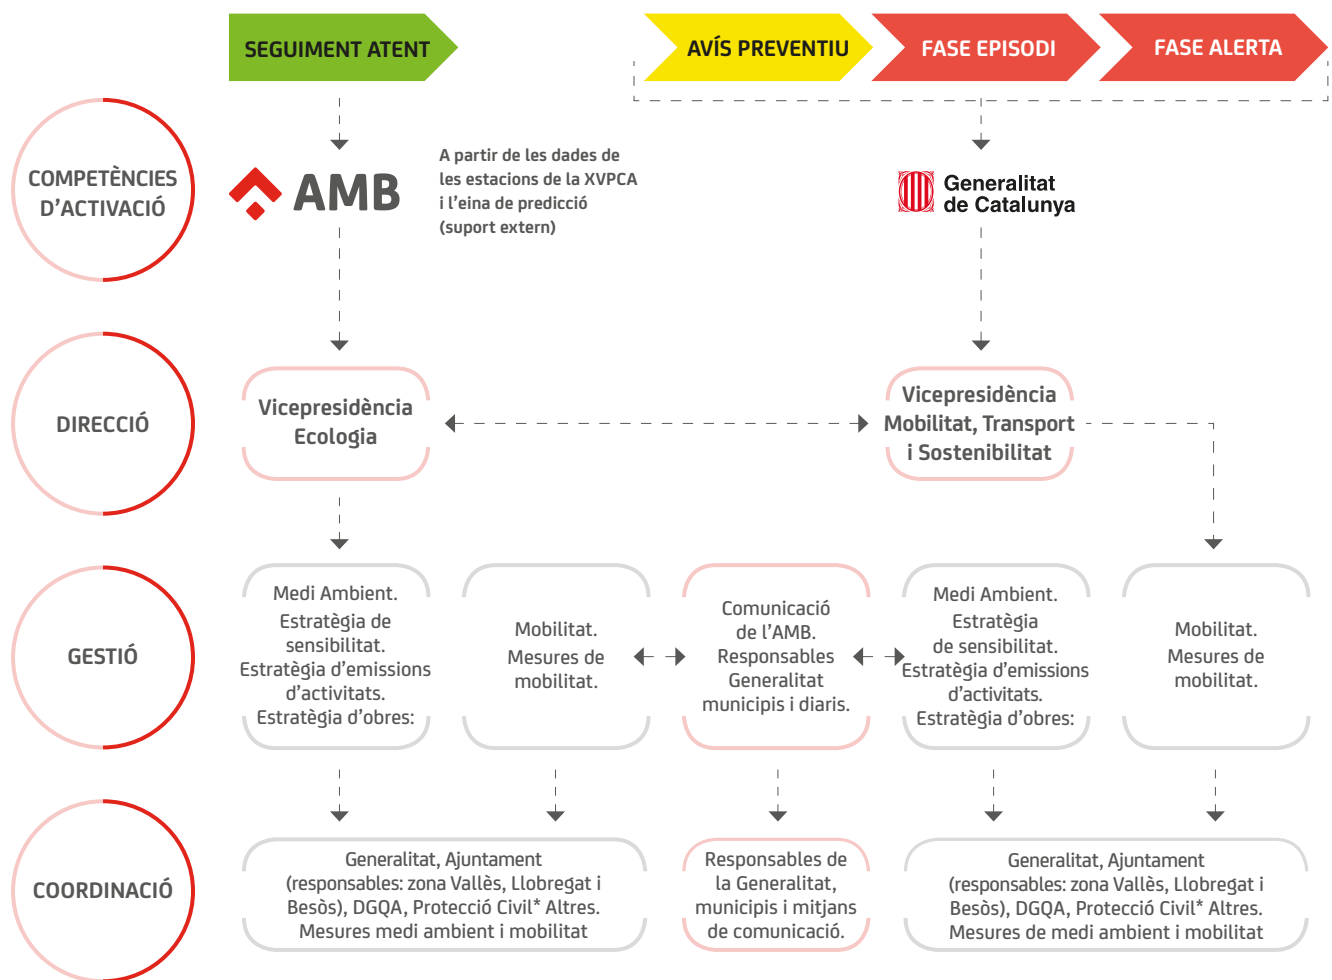 SEGUIMENT ATENT
AVÍS PREVENTIU
FASE EPISODI
FASE ALERTA
COMPETÈNCIES
D'ACTIVACIÓ
AMB
A partir de les dades de
les estacions de la XVPCA
i l'eina de predicció
(suport extern)
Generalitat
de Catalunya
DIRECCIÓ
Vicepresidència
Ecologia
Vicepresidència
Mobilitat, Transport
i Sostenibilitat
GESTIÓ
Medi Ambient.
Estratègia de
sensibilitat.
Estratègia d'emissions
d'activitats.
Estratègia d'obres:
Mobilitat.
Mesures de
mobilitat.
Comunicació
de l'AMB.
Responsables
Generalitat
municipis i diaris.
Medi Ambient.
Estratègia
de sensibilitat.
Estratègia d'emissions
d'activitats.
Estratègia d'obres:
Mobilitat.
Mesures de
mobilitat.
COORDINACIÓ
Generalitat, Ajuntament
(responsables: zona Vallès, Llobregat i
Besòs), DGQA, Protecció Civil* Altres.
Mesures medi ambient i mobilitat
Responsables de
la Generalitat,
municipis i mitjans
de comunicació.
Generalitat, Ajuntament
(responsables: zona Vallès, Llobregat i
Besòs), DGQA, Protecció Civil* Altres.
Mesures de medi ambient i mobilitat